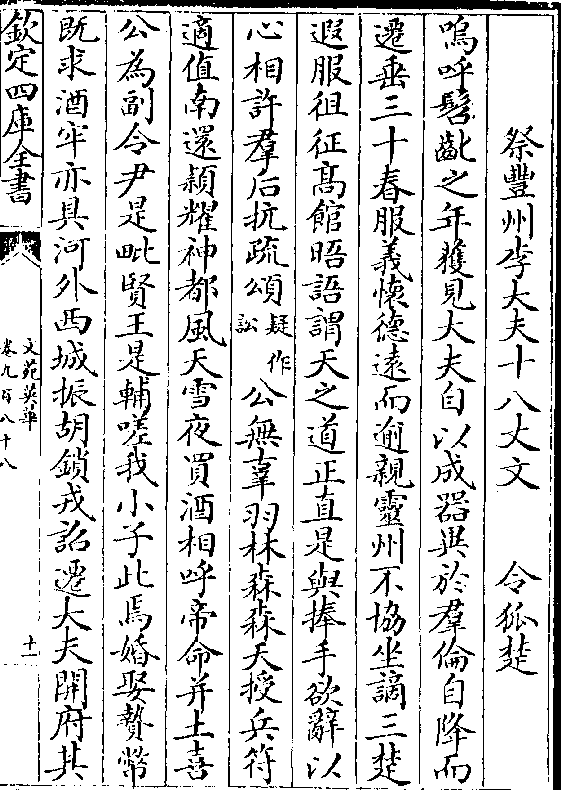 祭豐州李大夫十八丈文　令狐楚
嗚呼髫齔之年獲見大夫自以成器異於羣倫自降而
遷垂三十春服義懷德遠而逾親靈州不協坐謫三楚
遐服徂征高館晤語謂天之道正直是與捧手欲辭以
心相許羣后抗疏頌疑作訟公無辜羽林森森天授兵符
適值南還頴耀神都風天雪夜買酒相呼帝命并土喜
公為副令尹是毗賢王是輔嗟我小子此焉婚娶贄幣
既求酒牢亦具河外西城振胡鎖戎詔遷大夫開府其
欽定四庫全書
文苑英華
卷九百八十八
十一